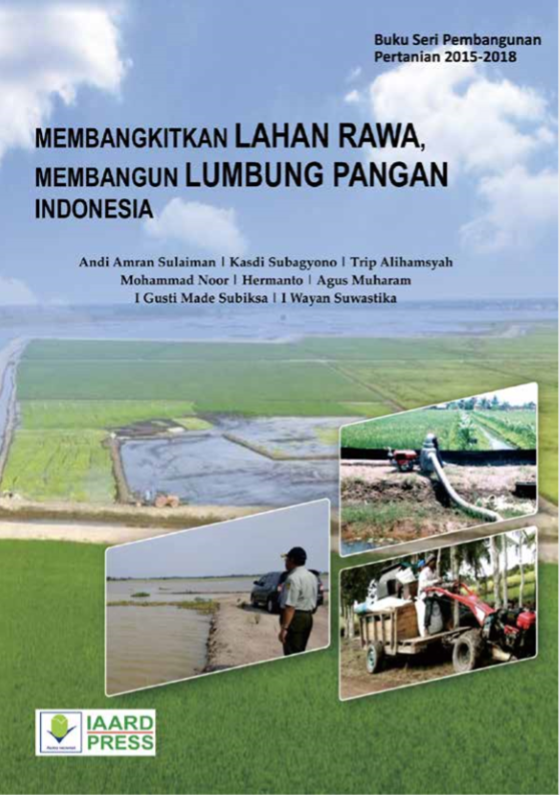 Buku Seri Pembangunan
Pertanian 2015-2018
MEMBANGKITKAN LAHAN RAWA,
MEMBANGUN LUMBUNG PANGAN
INDONESIA
Andi Amran Sulaiman | Kasdi Subagyono | Trip Alihamsyah
Mohammad Noor | Hermanto | Agus Muharam
I Gusti Made Subiksa | I Wayan Suwastika
IAARD
PRESS